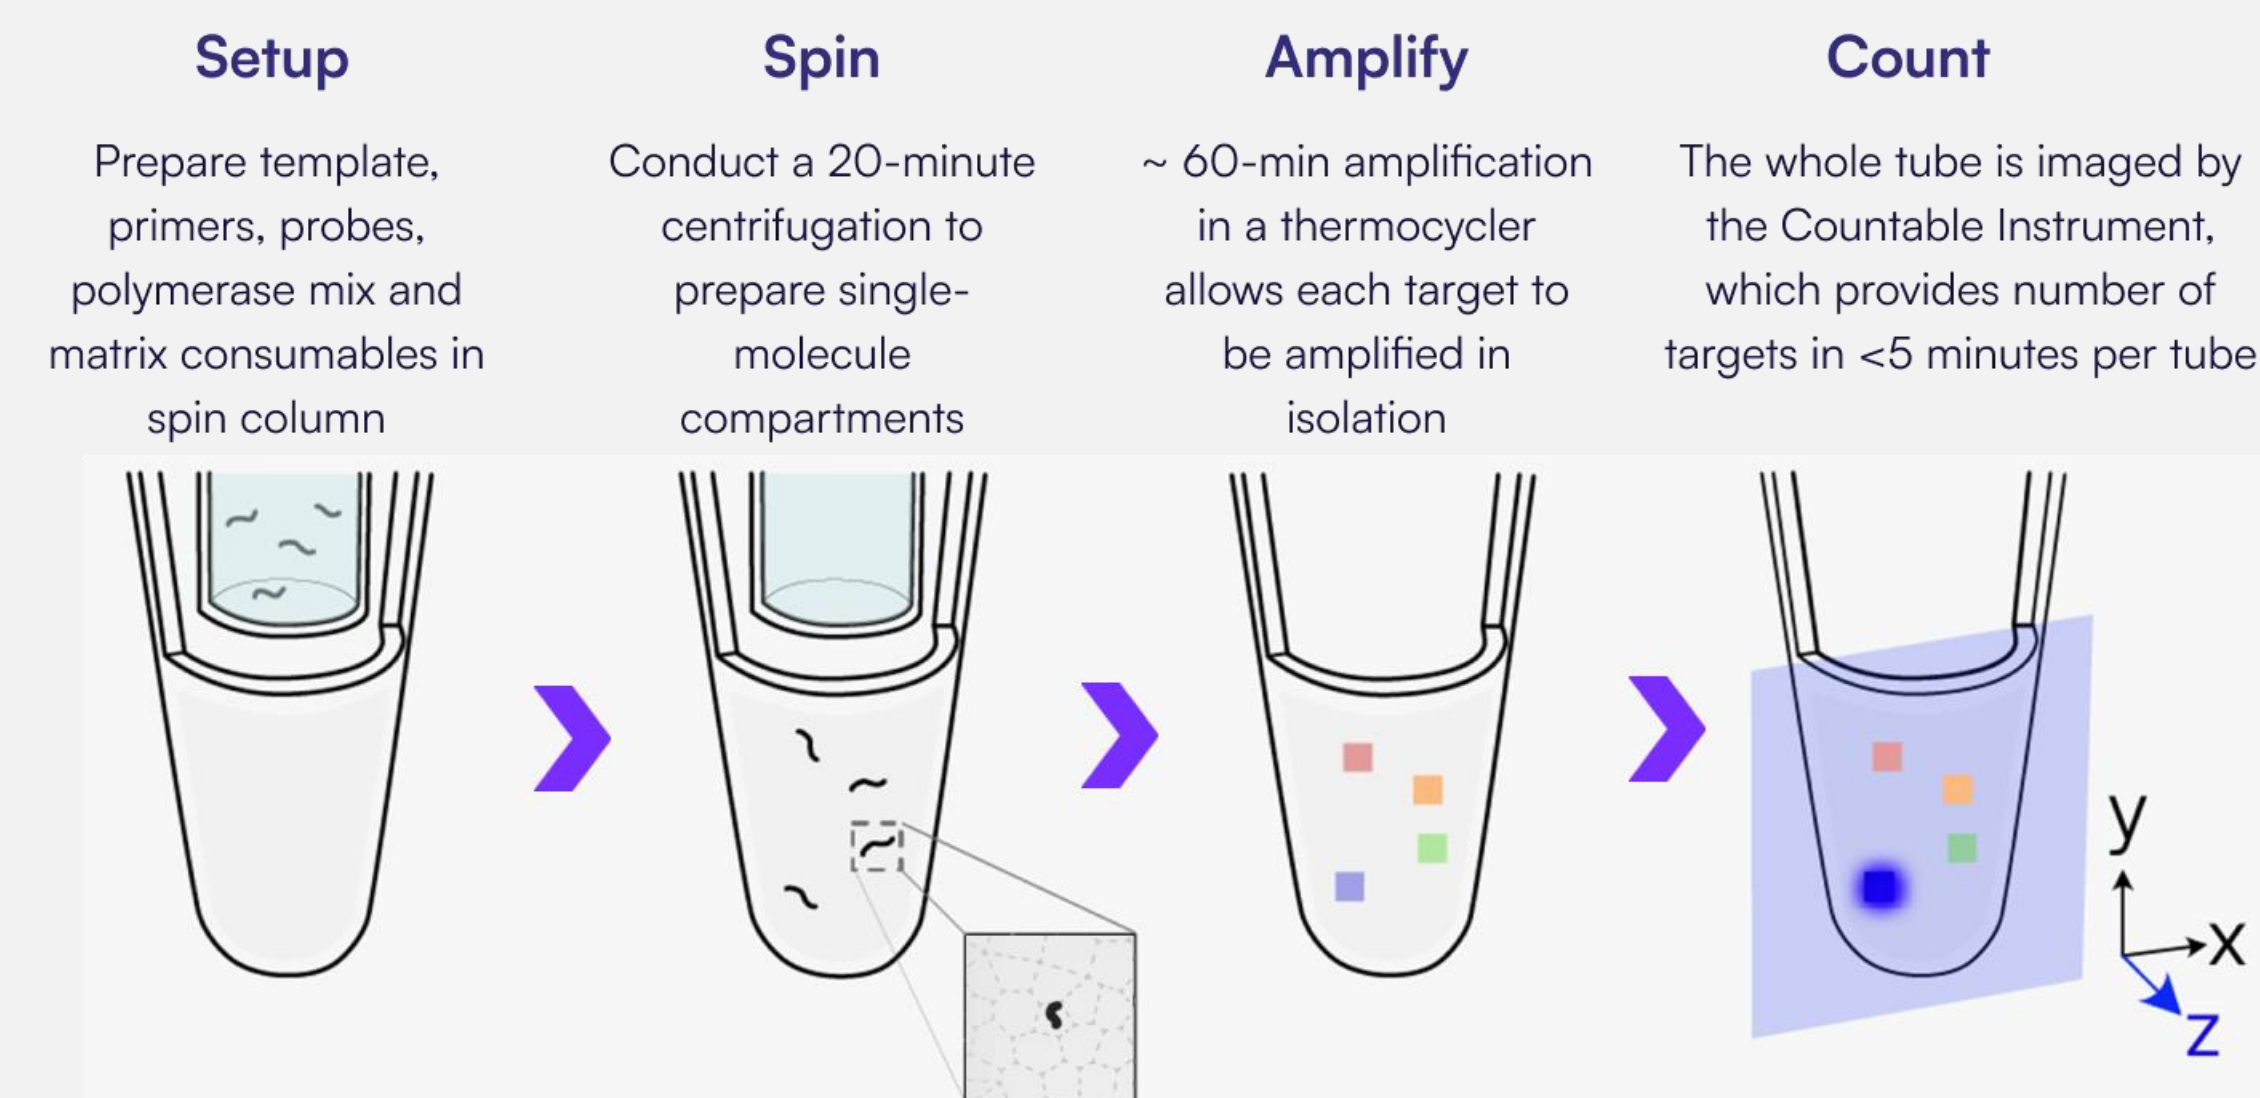 Setup
Prepare template,
primers, probes,
polymerase mix and
matrix consumables in
spin column
Spin
Conduct a 20-minute
centrifugation to
prepare single-
molecule
compartments
Amplify
~ 60-min amplification
in a thermocycler
allows each target to
be amplified in
isolation
Count
The whole tube is imaged by
the Countable Instrument,
which provides number of
targets in <5 minutes per tube
y
x
z